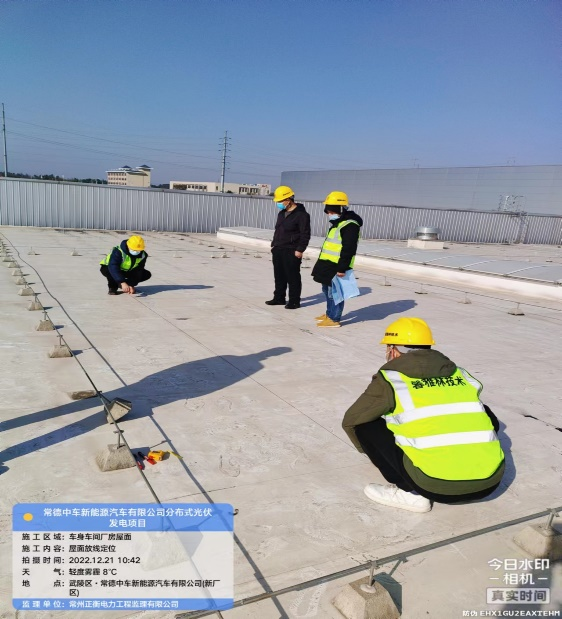 睿雅林技术
常德中车新能源汽车有限公司分布式光伏
发电项目
施工区域：车身车间厂房屋面
施工内容：屋面放线定位
拍摄时间：2022.12.21 10:42
天气：轻度雾霾 8℃
地点：武陵区·常德中车新能源汽车有限公司(新厂
区)
监理单位：常州正衡电力工程监理有限公司
今日水印
-相机-
真实时间
防伪 EHX1GU2EAXTEHM